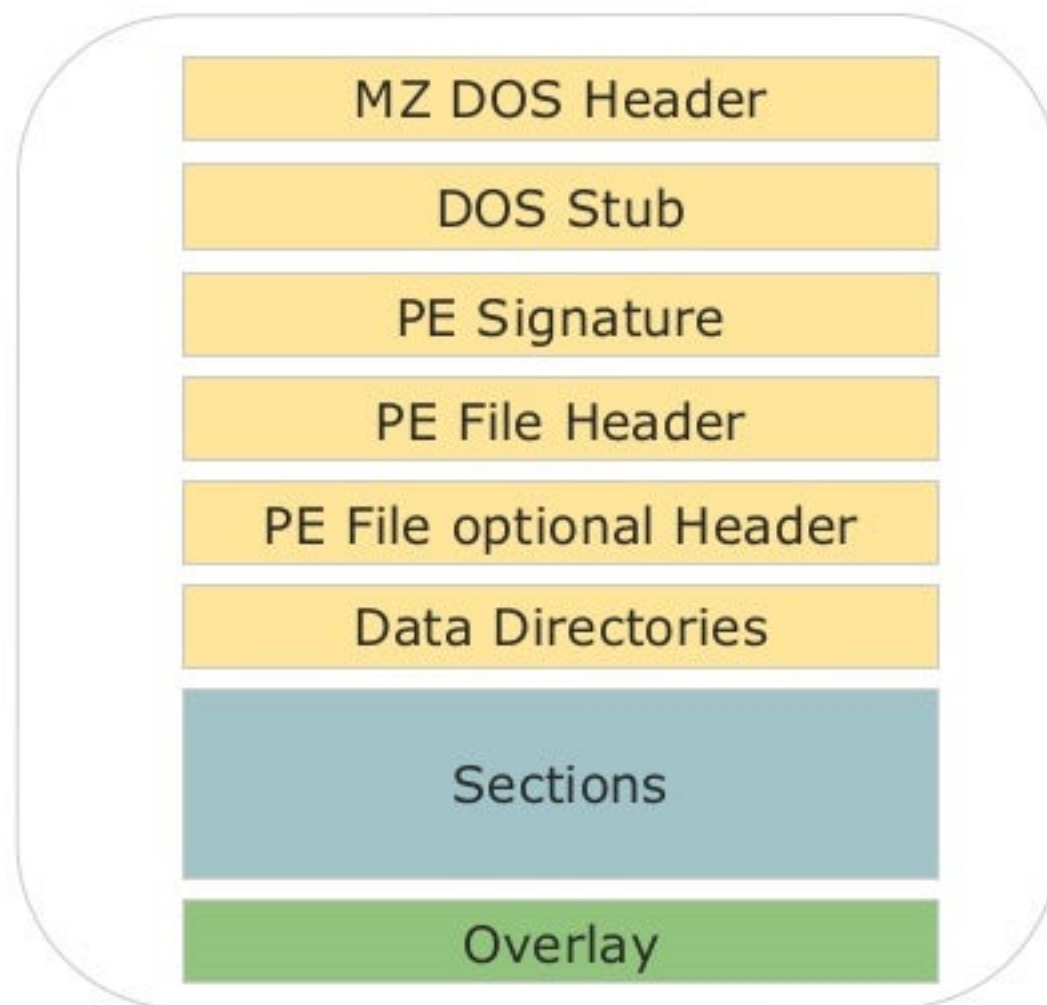 MZ DOS Header
DOS Stub
PE Signature
PE File Header
PE File optional Header
Data Directories
Sections
Overlay